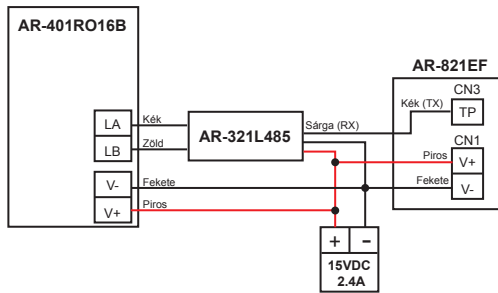 AR-401RO16B
LA
LB
V-
V+
Kék
Zöld
Fekete
Piros
AR-321L485
Sárga (RX)
Kék (TX)
Piros
Fekete
AR-821EF
CN3
TP
CN1
V+
V-
+ −
15VDC
2.4A